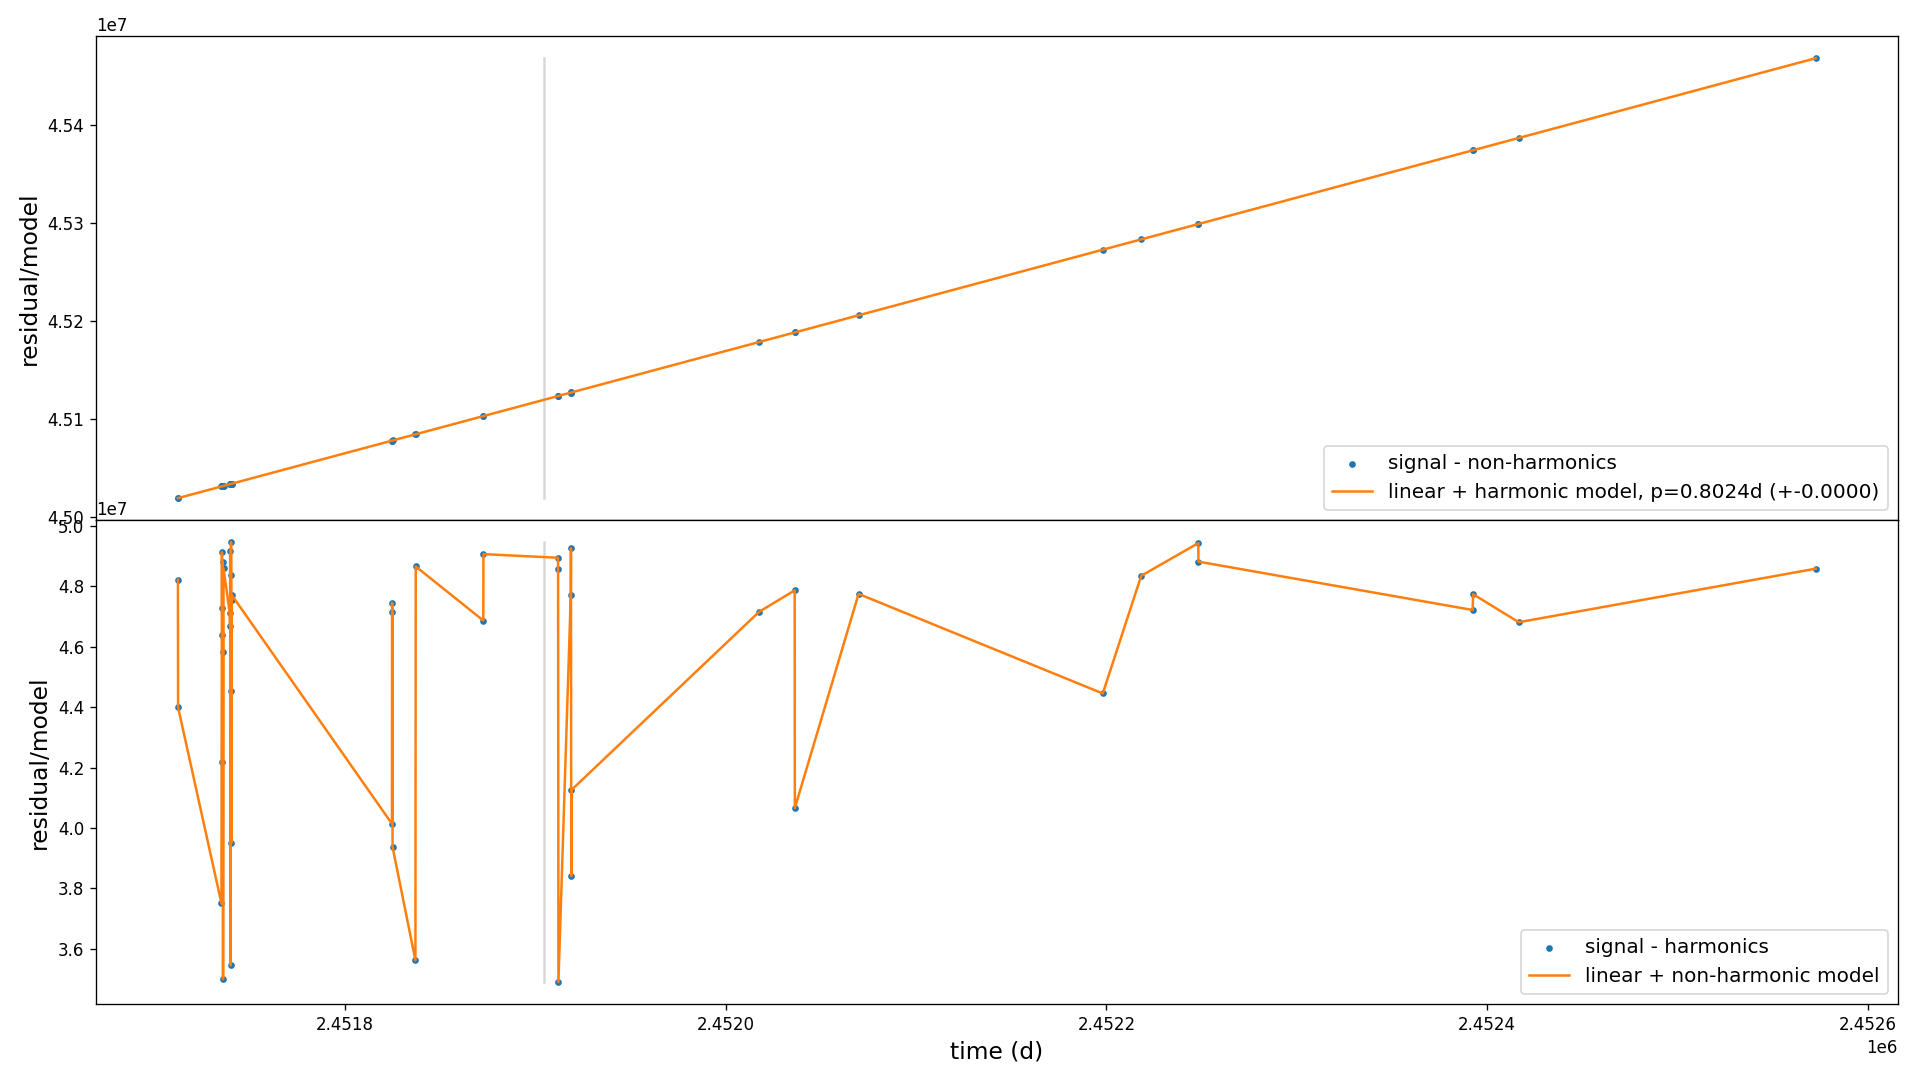 1e7
4.54
4.53
4.52
4.51
4.50
residual/model
signal - non-harmonics
linear + harmonic model, p=0.8024d (+-0.0000)
1e7
5.0
4.8
4.6
4.4
4.2
4.0
3.8
3.6
residual/model
signal - harmonics
linear + non-harmonic model
2.4518
2.4520
2.4522
2.4524
2.4526
time (d)
1e6